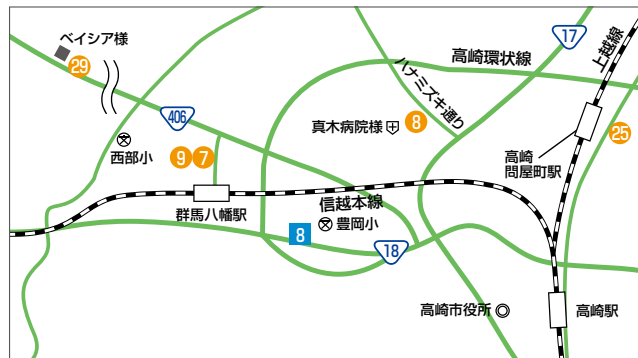 ベイシア様
29
17
上越線
高崎環状線
ハナミズキ通り
406
真木病院様
8
25
西部小
9
7
高崎
問屋町駅
信越本線
群馬八幡駅
8
豊岡小
18
高崎市役所
高崎駅